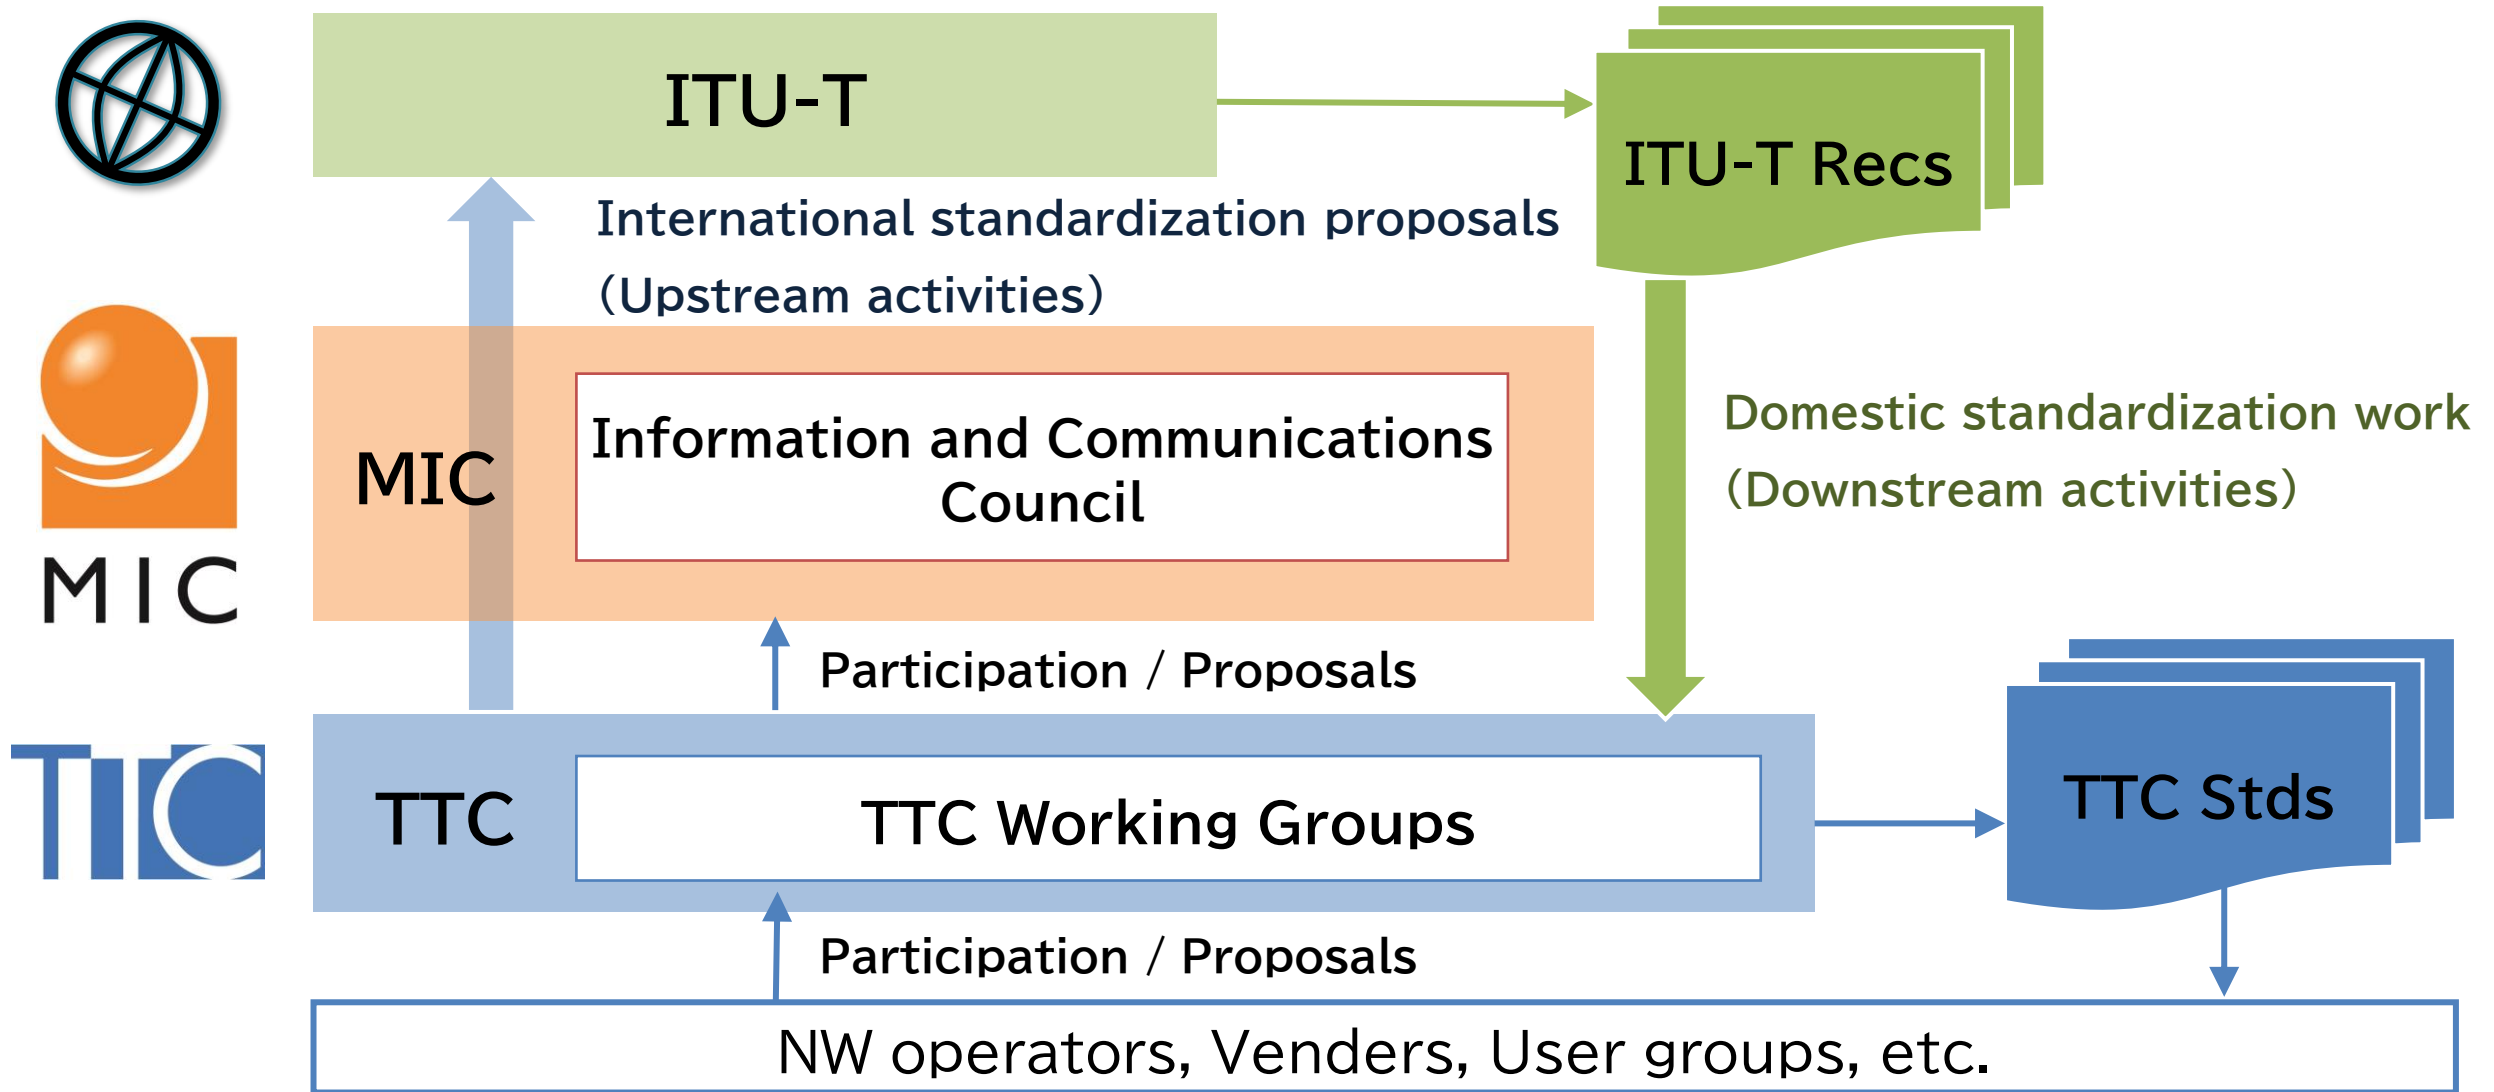 ITU-T
ITU-T Recs
International standardization proposals
(Upstream activities)
MIC
MIC
Information and Communications
Council
Domestic standardization work
(Downstream activities)
Participation / Proposals
TTC
TTC
TTC Working Groups
TTC Stds
Participation / Proposals
NW operators, Venders, User groups, etc.